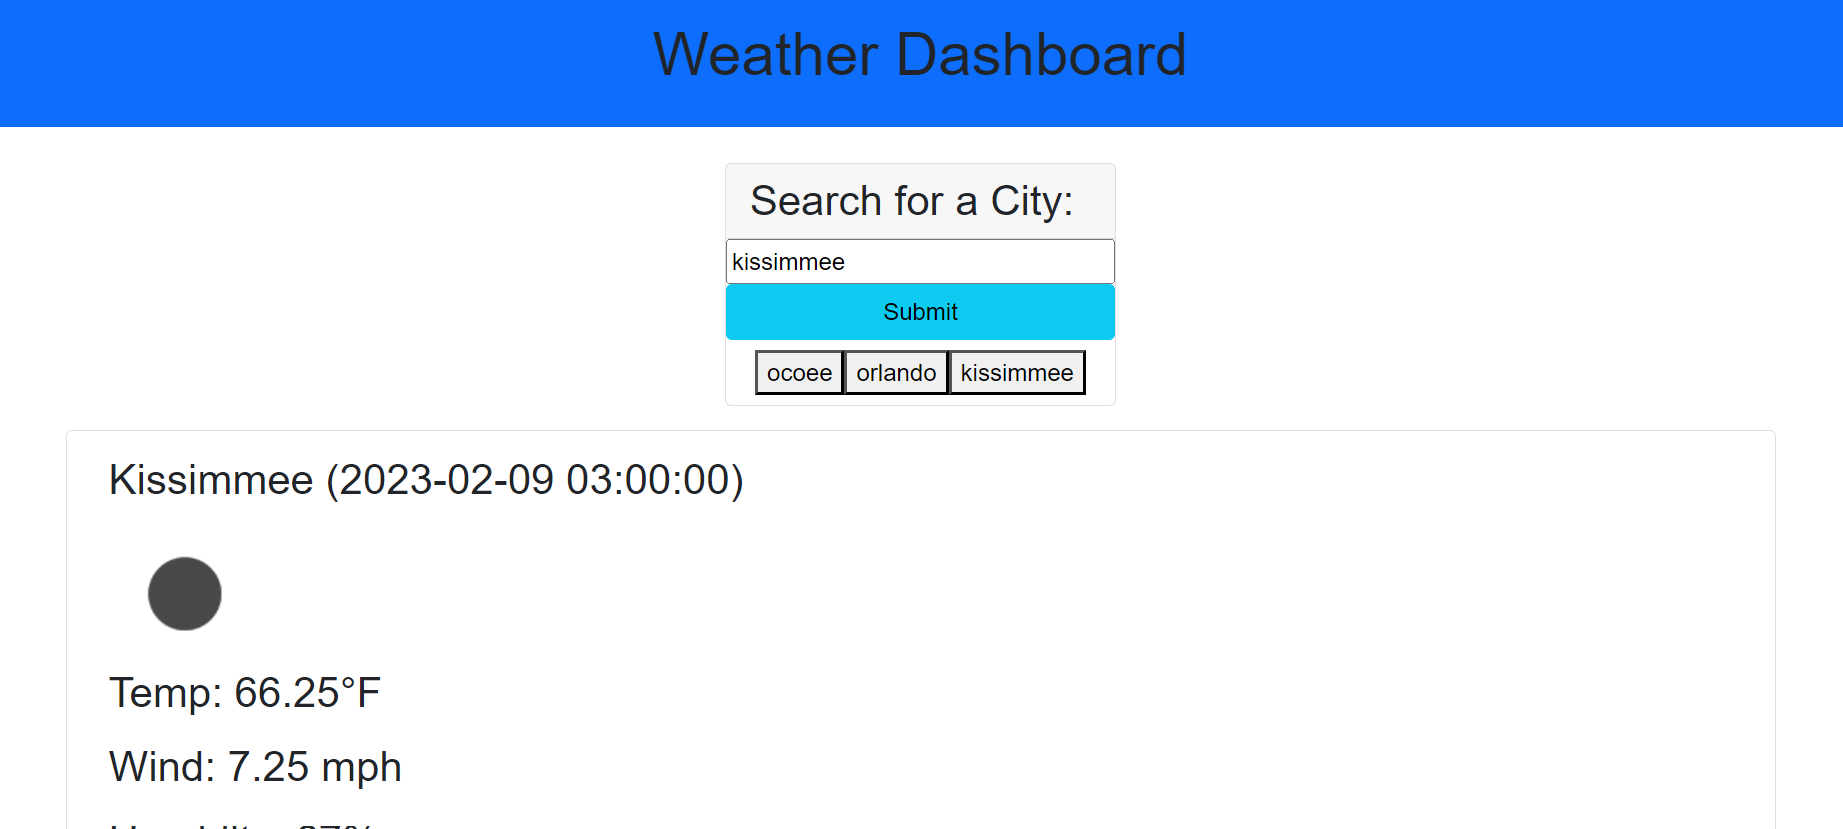 Weather Dashboard
Search for a City:
kissimmee
Submit
ocoee orlando kissimmee
Kissimmee (2023-02-09 03:00:00)
Temp: 66.25°F
Wind: 7.25 mph